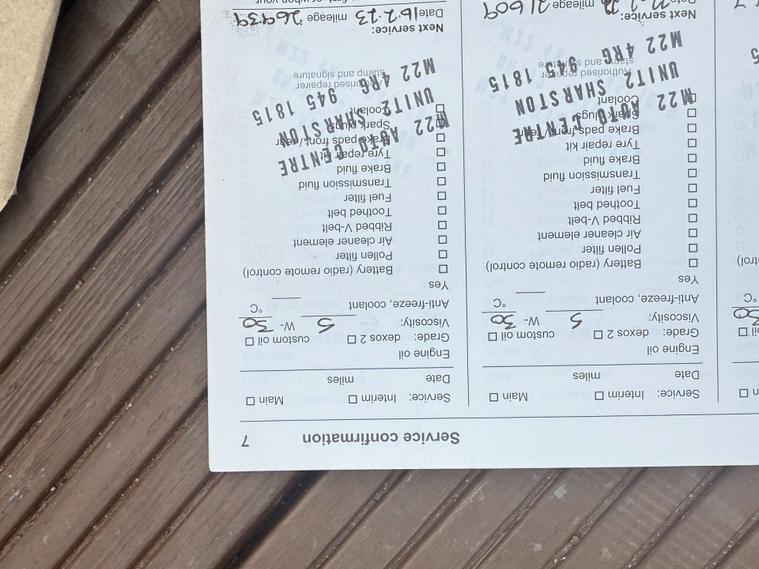 Service confirmation 7
Service: Interim Main
Date miles
Engine oil
Grade: dexos 2 custom oil
Viscosity: 5 W- 30
Anti-freeze, coolant °C
Yes
Battery (radio remote control)
Pollen filter
Air cleaner element
Ribbed V-belt
Toothed belt
Fuel filter
Transmission fluid
Brake fluid
Tyre repair kit
Brake pads front / rear
Spark plugs
Coolant
M22 AUTO CENTRE
UNIT 2 SHARSTON
M22 4RG 945 1815
Authorised repairer
stamp and signature
Next service:
mileage 21609
Service: Interim Main
Date miles
Engine oil
Grade: dexos 2 custom oil
Viscosity: 5 W- 30
Anti-freeze, coolant °C
Yes
Battery (radio remote control)
Pollen filter
Air cleaner element
Ribbed V-belt
Toothed belt
Fuel filter
Transmission fluid
Brake fluid
Tyre repair kit
Brake pads front / rear
Spark plugs
Coolant
M22 AUTO CENTRE
UNIT 2 SHARSTON
M22 4RG 945 1815
Authorised repairer
stamp and signature
Next service:
Date 16.2.23 mileage 26939